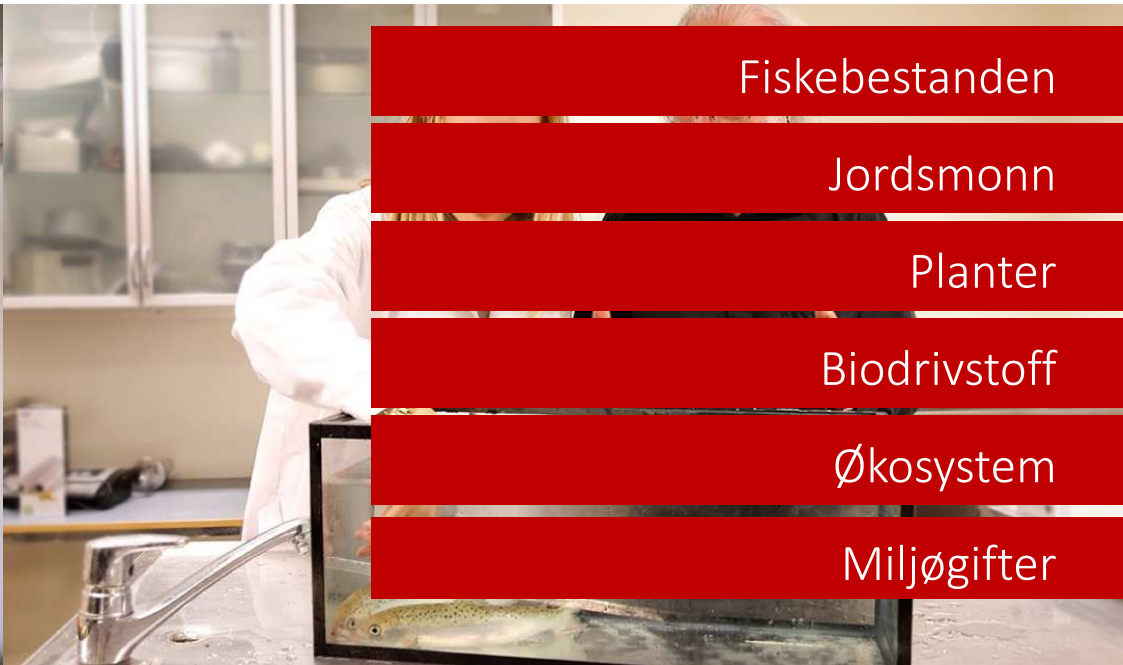 Fiskebestanden
Jordsmonn
Planter
Biodrivstoff
Økosystem
Miljøgifter